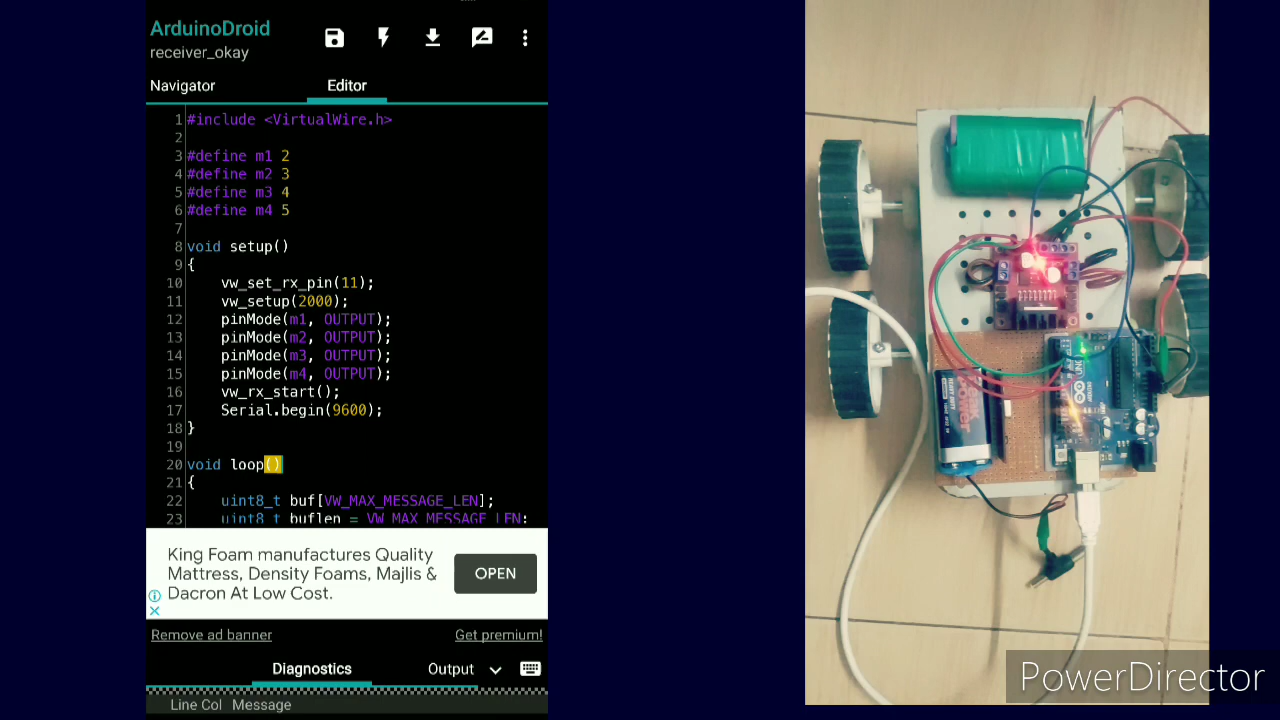 ArduinoDroid
receiver_okay
Navigator
Editor
1 #include <VirtualWire.h>
2
3 #define m1 2
4 #define m2 3
5 #define m3 4
6 #define m4 5
7
8 void setup()
9 {
10 vw_set_rx_pin(11);
11 vw_setup(2000);
12 pinMode(m1, OUTPUT);
13 pinMode(m2, OUTPUT);
14 pinMode(m3, OUTPUT);
15 pinMode(m4, OUTPUT);
16 vw_rx_start();
17 Serial.begin(9600);
18 }
19
20 void loop()
21 {
22 uint8_t buf[VW_MAX_MESSAGE_LEN];
23 uint8_t buflen = VW_MAX_MESSAGE_LEN;
King Foam manufactures Quality
Mattress, Density Foams, Majlis &
Dacron At Low Cost.
OPEN
Remove ad banner
Get premium!
Diagnostics
Output
Line Col Message
PowerDirector